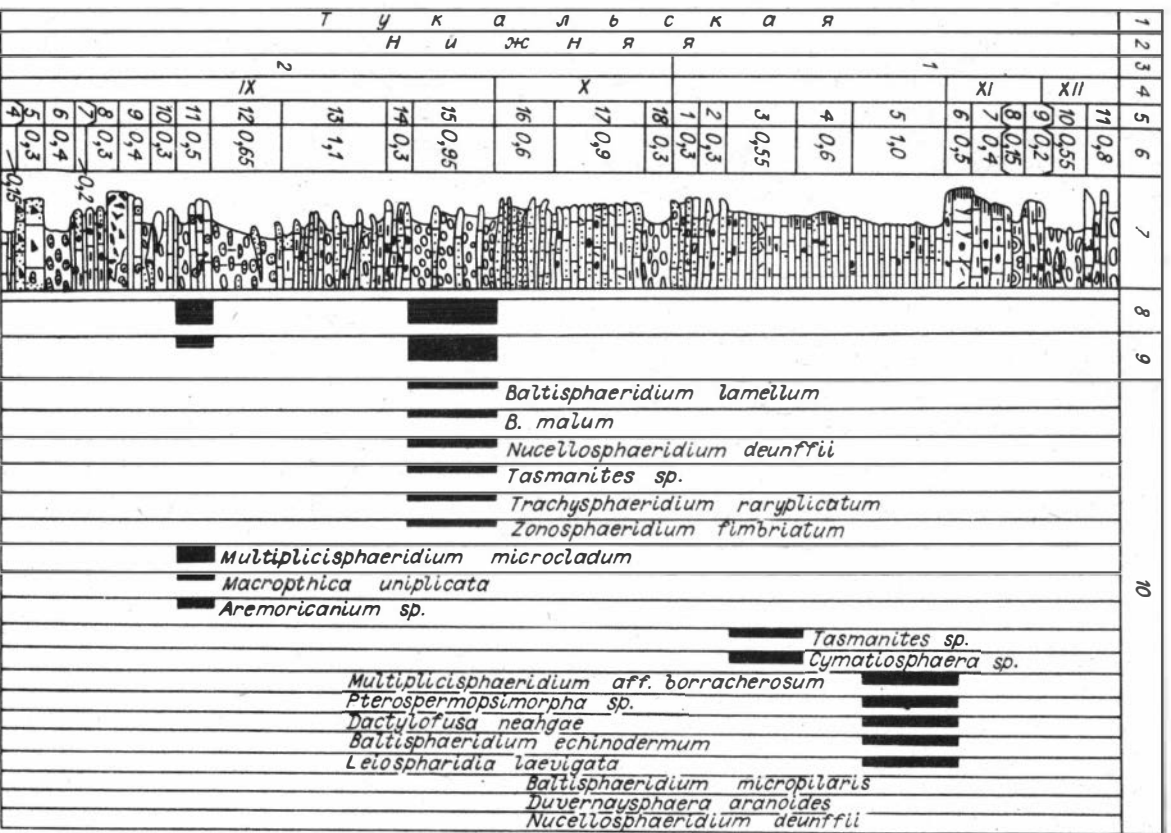 Тукальская 1
Нижняя 2
2 1 3
IX X XI XII 4
4 5 6 7 8 9 10 11 12 13 14 15 16 17 18 1 2 3 4 5 6 7 8 9 10 11 5
0,3 0,4 0,3 0,4 0,3 0,5 0,65 1,1 0,3 0,95 0,6 0,9 0,3 0,3 0,3 0,55 0,6 1,0 0,5 0,4 0,15 0,2 0,55 0,8 6
0,15 0,2 7
8
9
Baltisphaeridium lamellum
B. malum
Nucellosphaeridium deunffii
Tasmanites sp.
Trachysphaeridium raryplicatum
Zonosphaeridium fimbriatum
Multiplicisphaeridium microcladum
Macropthica uniplicata 10
Aremoricanium sp.
Tasmanites sp.
Cymatiosphaera sp.
Multiplicisphaeridium aff. borracherosum
Pterospermopsimorpha sp.
Dactylofusa neahgae
Baltisphaeridium echinodermum
Leiospharidia laevigata
Baltisphaeridium micropilaris
Duvernaysphaera aranoides
Nucellosphaeridium deunffii